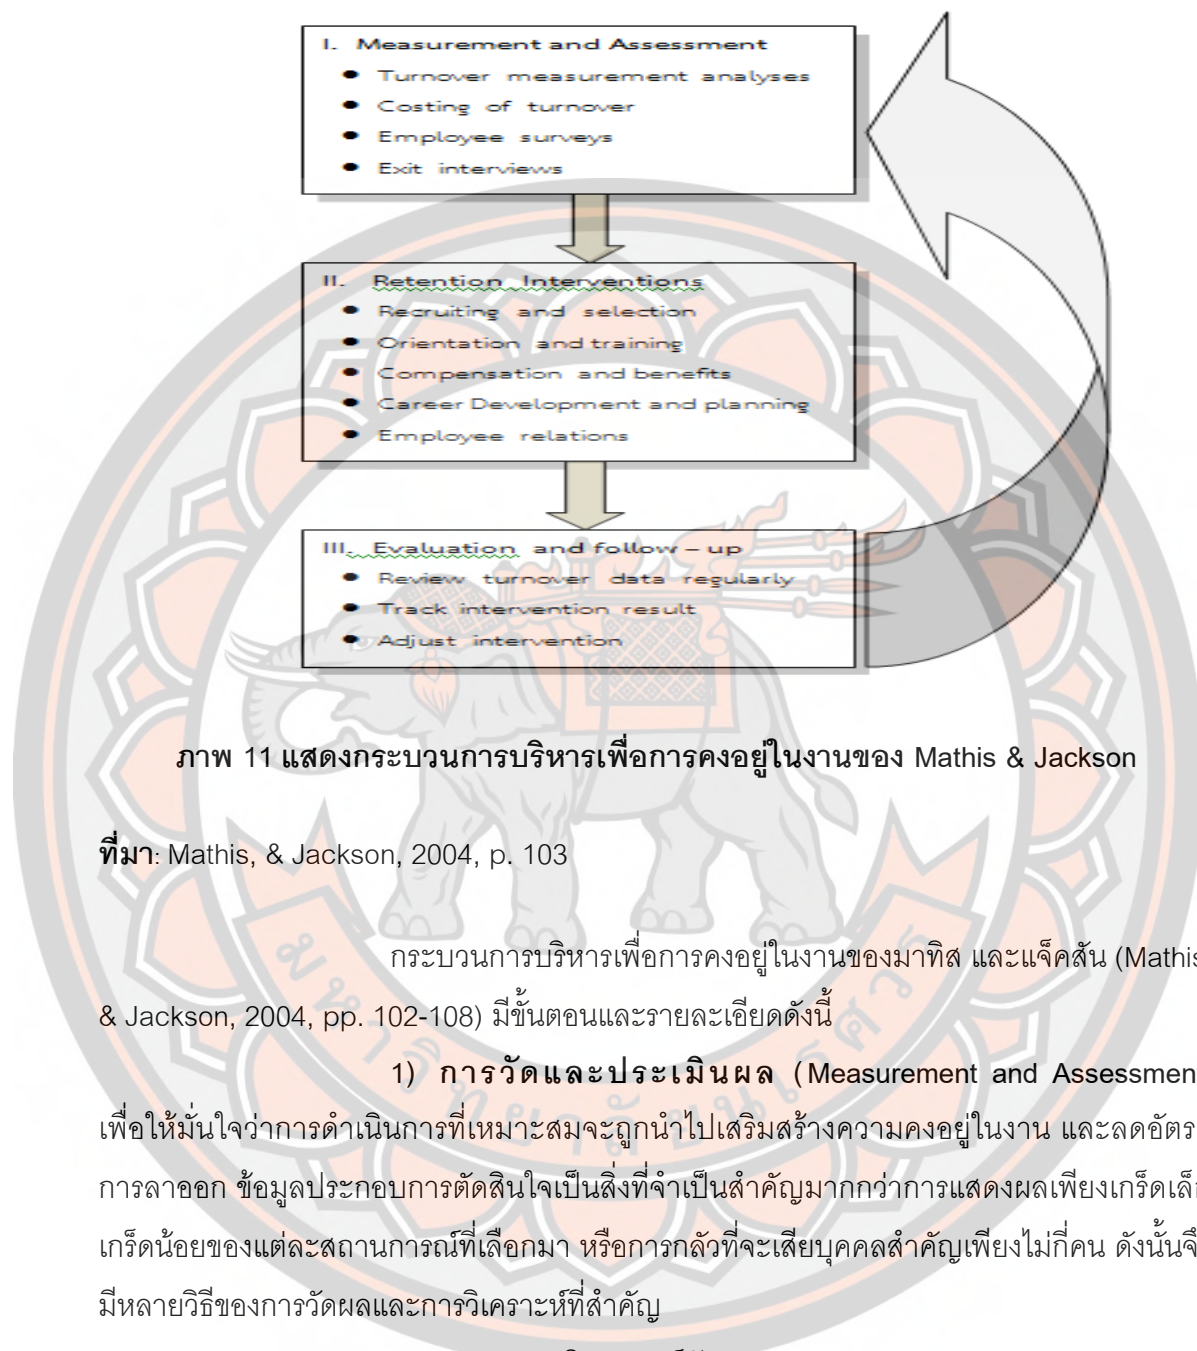 I. Measurement and Assessment
● Turnover measurement analyses
● Costing of turnover
● Employee surveys
● Exit interviews
II. Retention Interventions
● Recruiting and selection
● Orientation and training
● Compensation and benefits
● Career Development and planning
● Employee relations
III. Evaluation and follow – up
● Review turnover data regularly
● Track intervention result
● Adjust intervention
ภาพ 11 แสดงกระบวนการบริหารเพื่อการคงอยู่ในงานของ Mathis & Jackson
ที่มา: Mathis, & Jackson, 2004, p. 103
กระบวนการบริหารเพื่อการคงอยู่ในงานของมาทิส และแจ็คสัน (Mathis
& Jackson, 2004, pp. 102-108) มีขั้นตอนและรายละเอียดดังนี้
1) การวัดและประเมินผล (Measurement and Assessmen
เพื่อให้มั่นใจว่าการดำเนินการที่เหมาะสมจะถูกนำไปเสริมสร้างความคงอยู่ในงาน และลดอัตร
การลาออก ข้อมูลประกอบการตัดสินใจเป็นสิ่งที่จำเป็นสำคัญมากกว่าการแสดงผลเพียงเกร็ดเล็
เกร็ดน้อยของแต่ละสถานการณ์ที่เลือกมา หรือการกลัวที่จะเสียบุคคลสำคัญเพียงไม่กี่คน ดังนั้นจึ
มีหลายวิธีของการวัดผลและการวิเคราะห์ที่สำคัญ
มหาวิทยาลัยนเรศวร